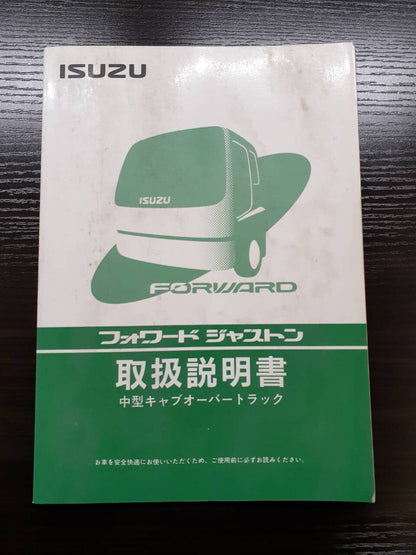 ISUZU
ISUZU
FORWARD
フォワード ジャストン
取扱説明書
中型キャブオーバートラック
お車を安全快適にお使いいただくため、ご使用前に必ずお読みください。